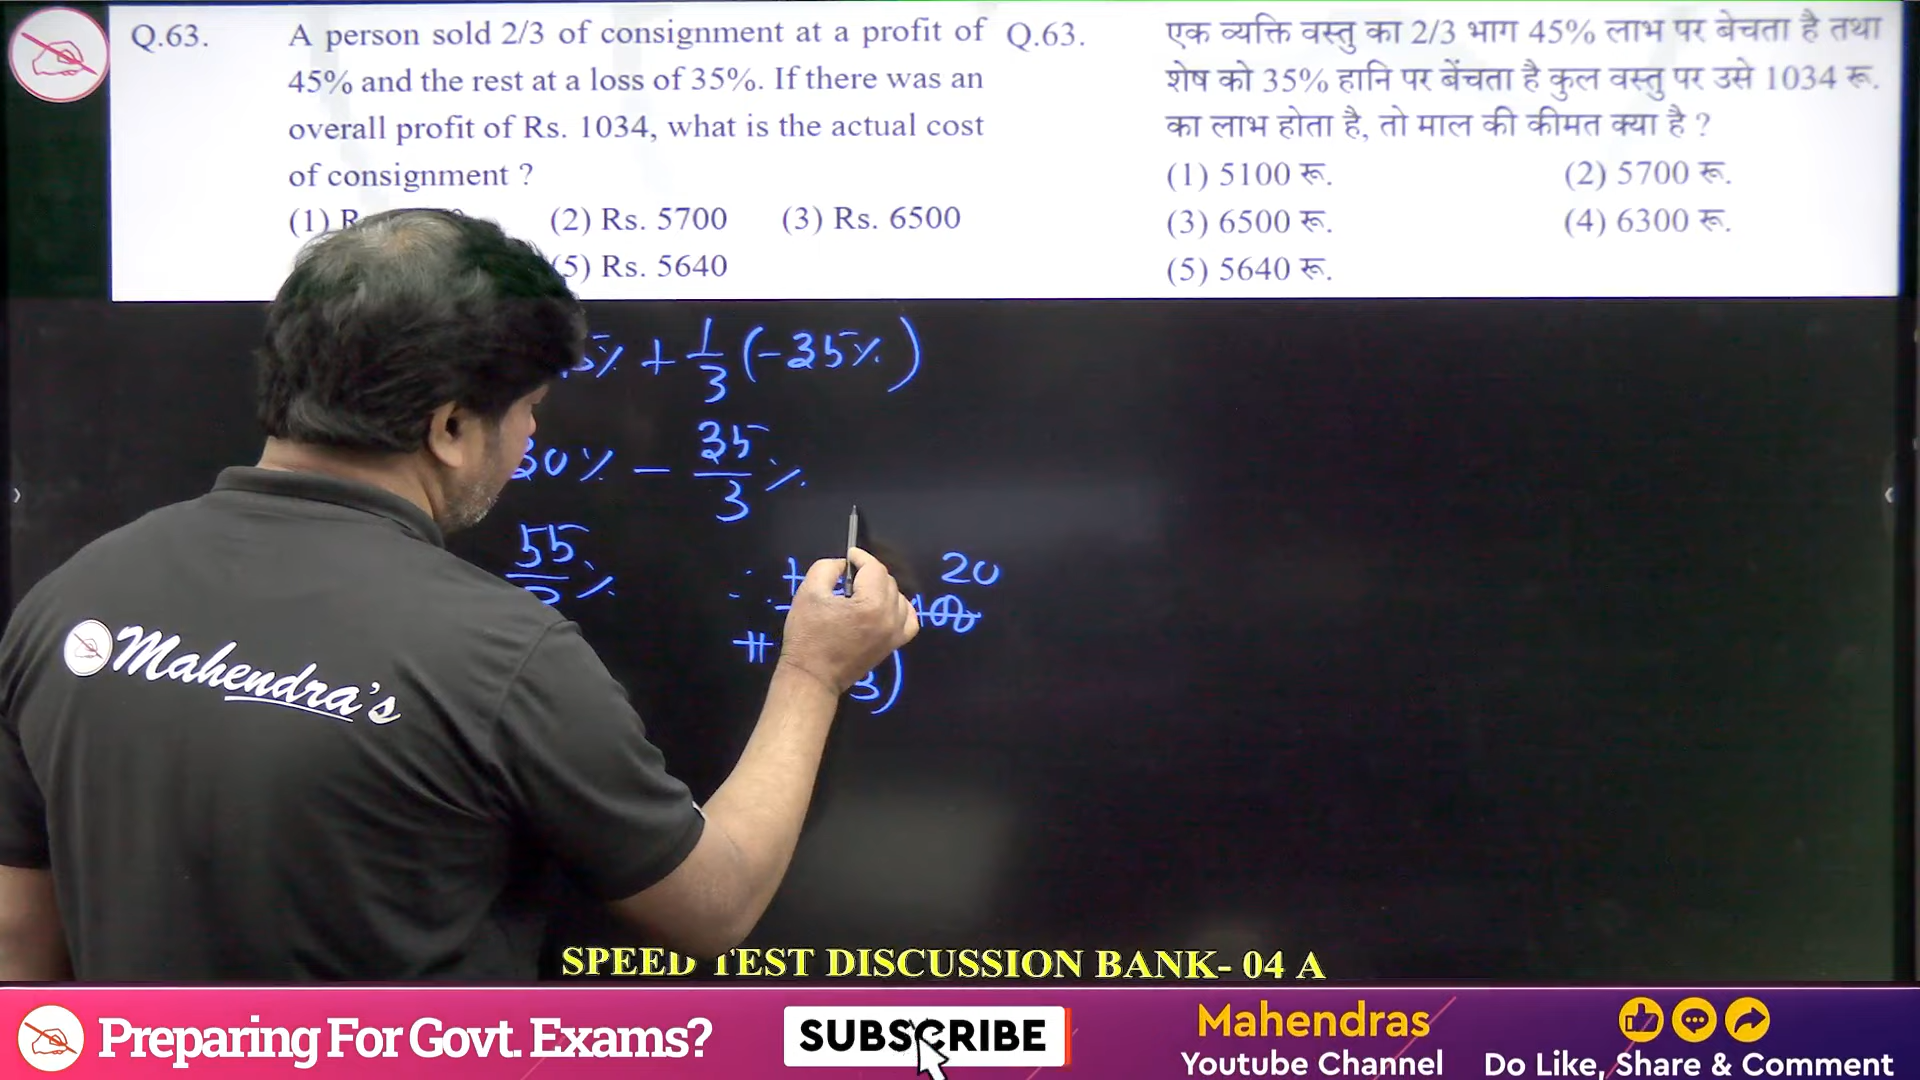 Q.63. A person sold 2/3 of consignment at a profit of
45% and the rest at a loss of 35%. If there was an
overall profit of Rs. 1034, what is the actual cost
of consignment ?
(1) R
(2) Rs. 5700 (3) Rs. 6500
(5) Rs. 5640
Q.63. एक व्यक्ति वस्तु का 2/3 भाग 45% लाभ पर बेचता है तथा
शेष को 35% हानि पर बेंचता है कुल वस्तु पर उसे 1034 रू.
का लाभ होता है, तो माल की कीमत क्या है ?
(1) 5100 रू. (2) 5700 रू.
(3) 6500 रू. (4) 6300 रू.
(5) 5640 रू.
5% + 1/3 (-35%)
30% - 35/3 %
55
%
20
100
3)
Mahendra's
SPEED TEST DISCUSSION BANK- 04 A
Preparing For Govt. Exams?
SUBSCRIBE
Mahendras
Youtube Channel
Do Like, Share & Comment